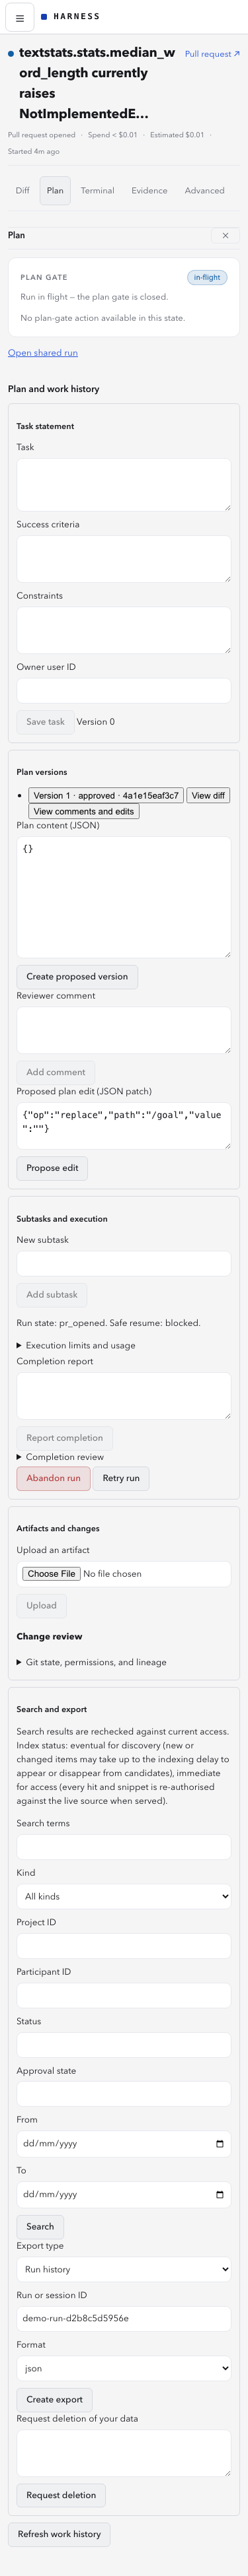 HARNESS
textstats.stats.median_w
ord_length currently
raises
NotImplementedE...
Pull request ↗
Pull request opened · Spend < $0.01 · Estimated $0.01 ·
Started 4m ago
Diff Plan Terminal Evidence Advanced
Plan
PLAN GATE in-flight
Run in flight — the plan gate is closed.
No plan-gate action available in this state.
Open shared run
Plan and work history
Task statement
Task
Success criteria
Constraints
Owner user ID
Save task Version 0
Plan versions
• Version 1 · approved · 4a1e15eaf3c7 View diff
View comments and edits
Plan content (JSON)
{}
Create proposed version
Reviewer comment
Add comment
Proposed plan edit (JSON patch)
{"op":"replace","path":"/goal","value
":""}
Propose edit
Subtasks and execution
New subtask
Add subtask
Run state: pr_opened. Safe resume: blocked.
Execution limits and usage
Completion report
Report completion
Completion review
Abandon run Retry run
Artifacts and changes
Upload an artifact
Choose File No file chosen
Upload
Change review
Git state, permissions, and lineage
Search and export
Search results are rechecked against current access.
Index status: eventual for discovery (new or
changed items may take up to the indexing delay to
appear or disappear from candidates), immediate
for access (every hit and snippet is re-authorised
against the live source when served).
Search terms
Kind
All kinds
Project ID
Participant ID
Status
Approval state
From
dd/mm/yyyy
To
dd/mm/yyyy
Search
Export type
Run history
Run or session ID
demo-run-d2b8c5d5956e
Format
json
Create export
Request deletion of your data
Request deletion
Refresh work history